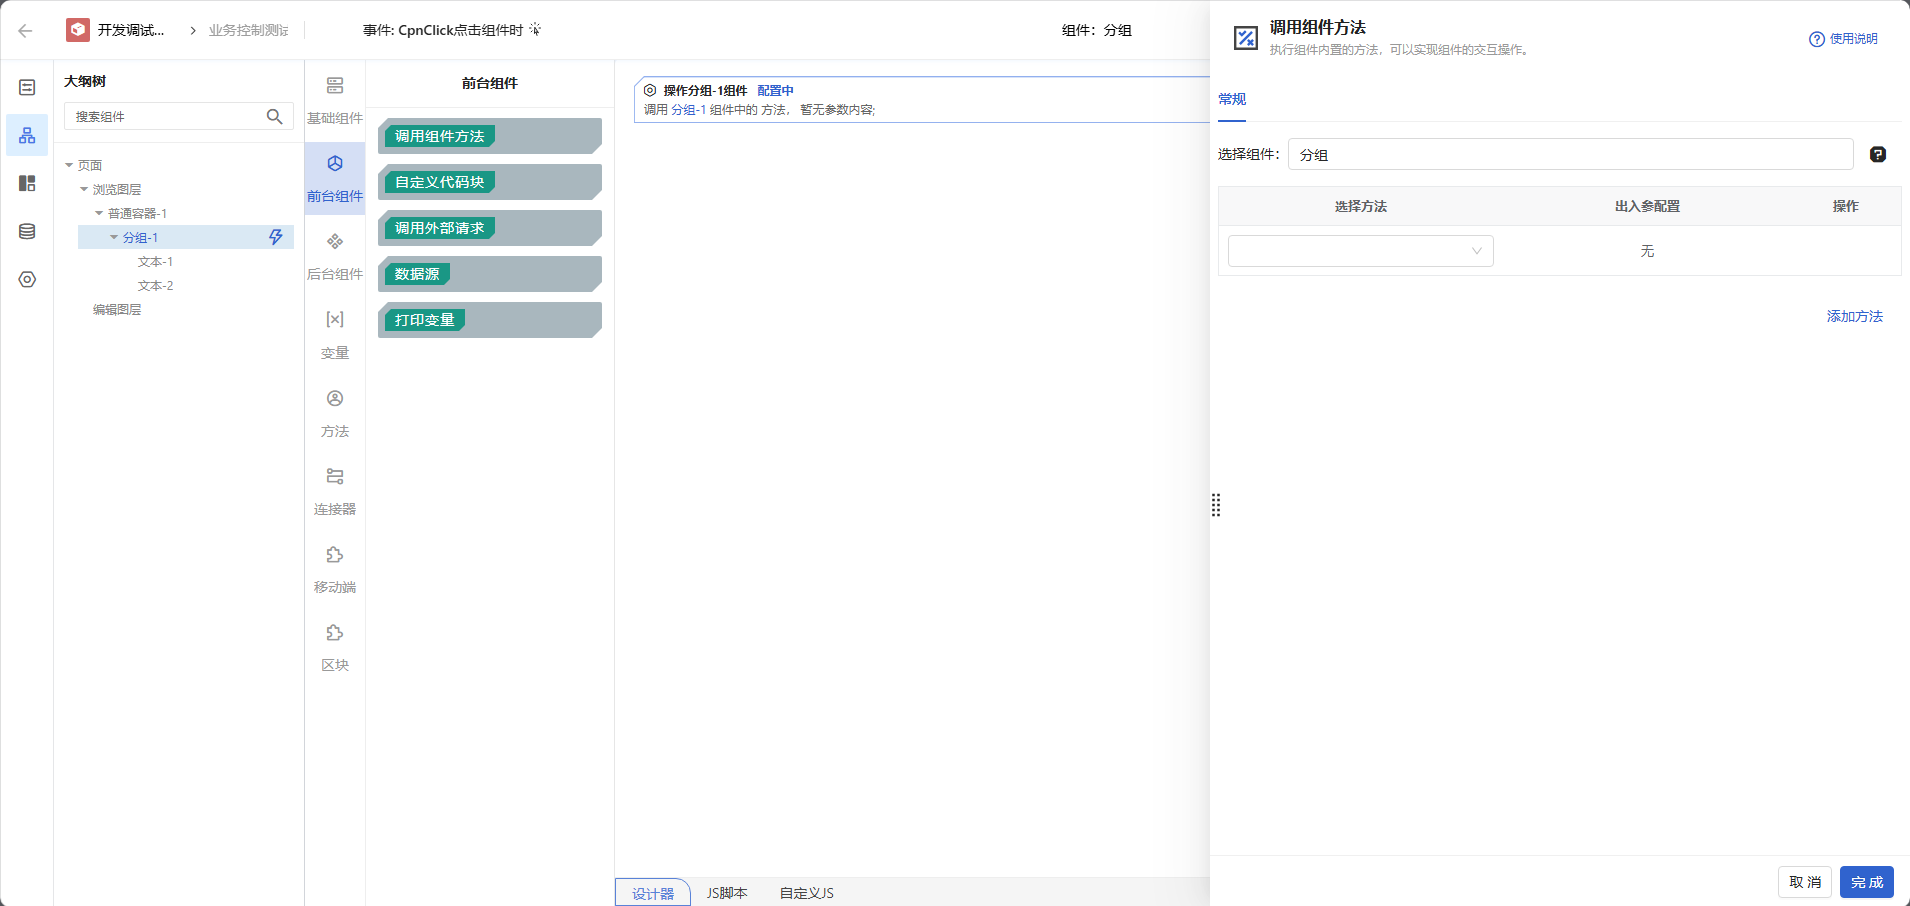 开发调试...
业务控制测试
事件: CpnClick点击组件时
组件：分组
大纲树
搜索组件
页面
浏览图层
普通容器-1
分组-1
文本-1
文本-2
编辑图层
基础组件
前台组件
后台组件
变量
方法
连接器
移动端
区块
前台组件
调用组件方法
自定义代码块
调用外部请求
数据源
打印变量
操作分组-1组件 配置中
调用 分组-1 组件中的 方法， 暂无参数内容;
设计器 JS脚本 自定义JS
调用组件方法
执行组件内置的方法，可以实现组件的交互操作。
使用说明
常规
选择组件： 分组
选择方法 出入参配置 操作
无
添加方法
取 消 完 成